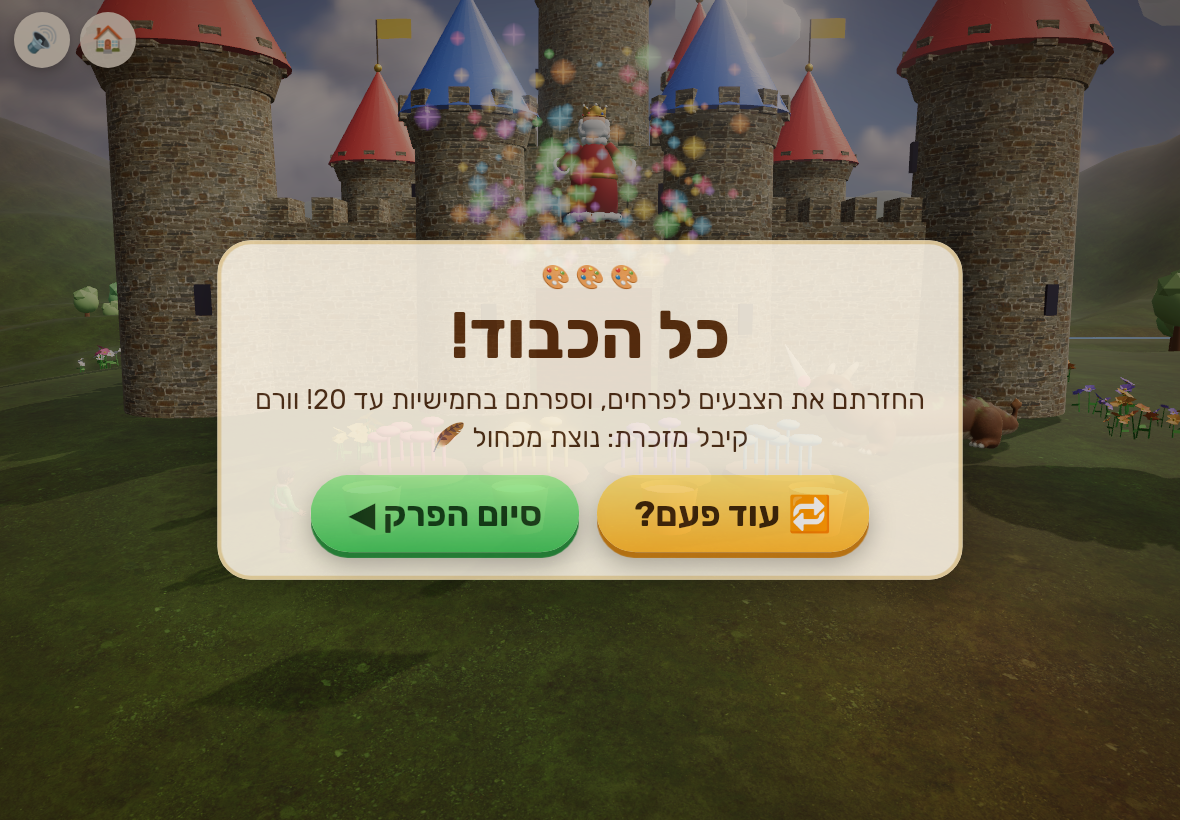 כל הכבוד!
החזרתם את הצבעים לפרחים, וספרתם בחמישיות עד 20! וורם
קיבל מזכרת: נוצת מכחול 🪶
🔁 עוד פעם?
סיום הפרק ◀